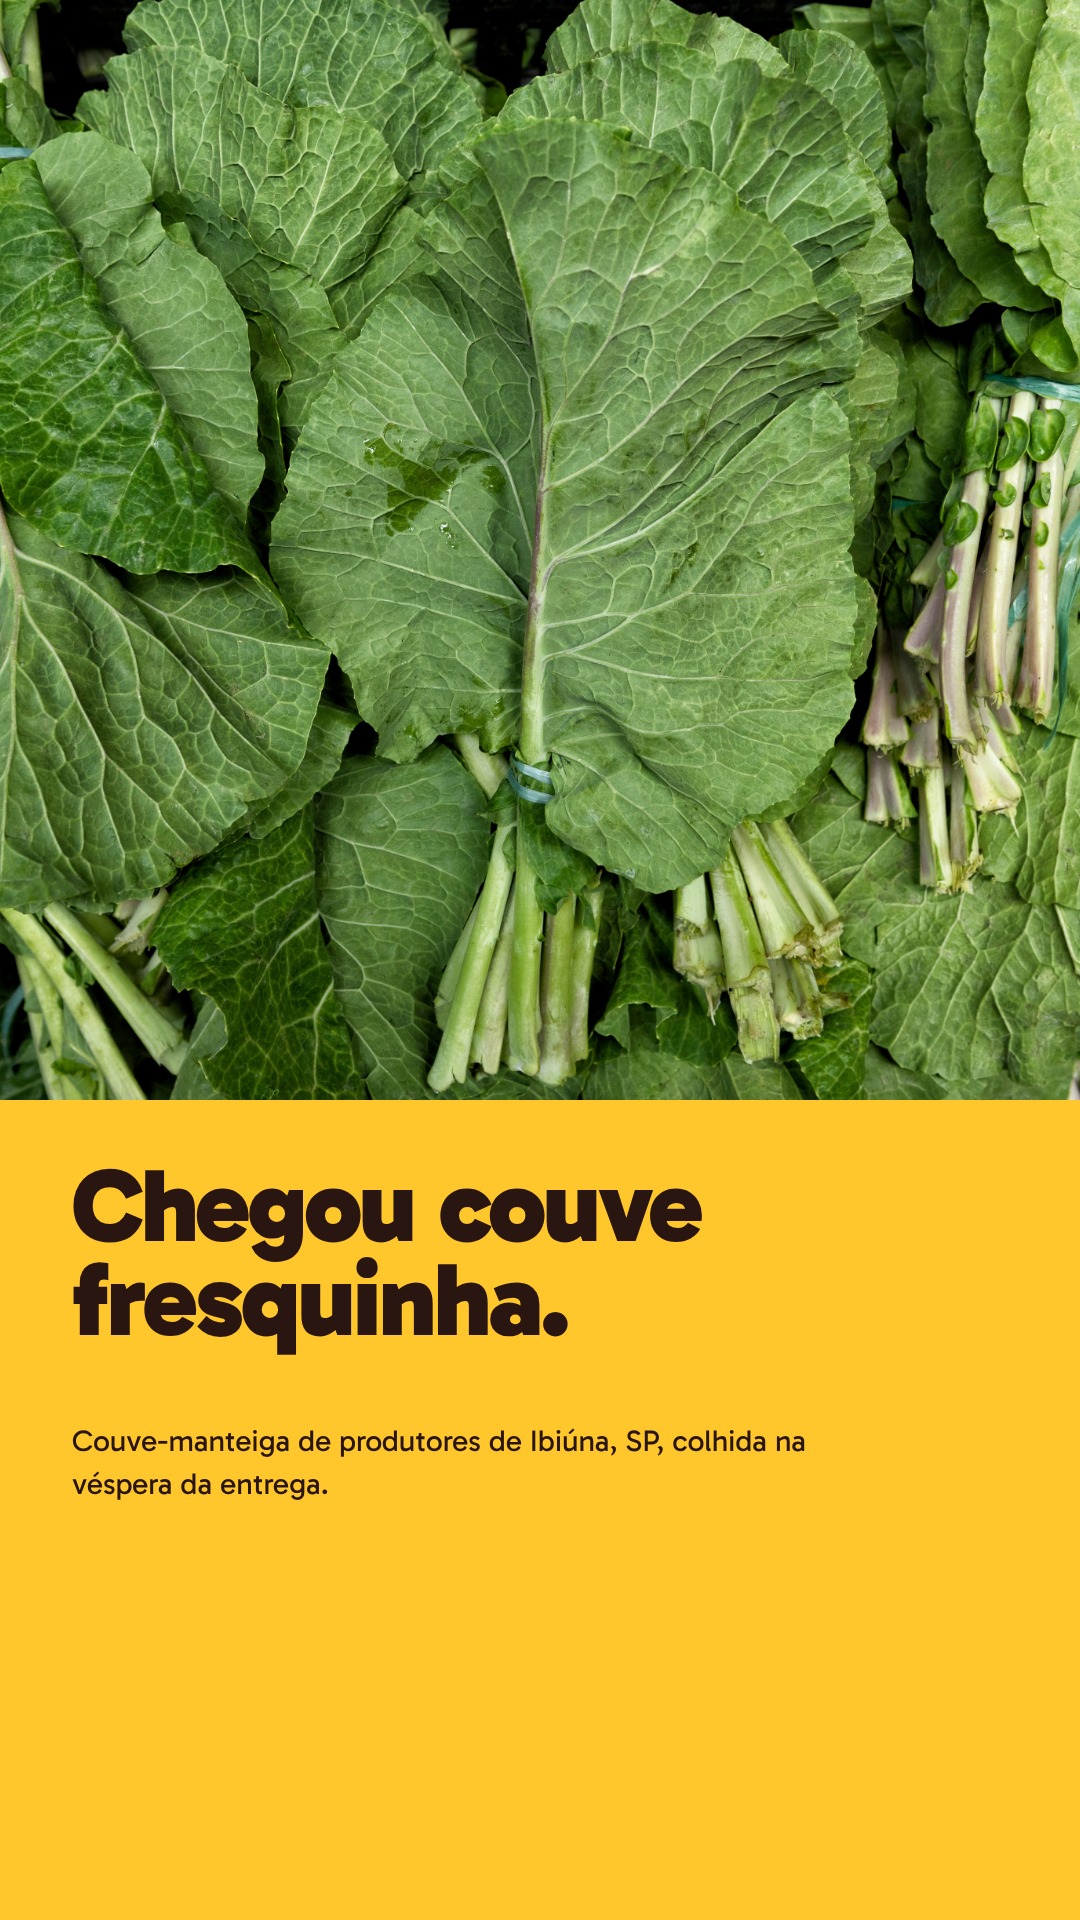 Chegou couve
fresquinha.
Couve-manteiga de produtores de Ibiúna, SP, colhida na
véspera da entrega.